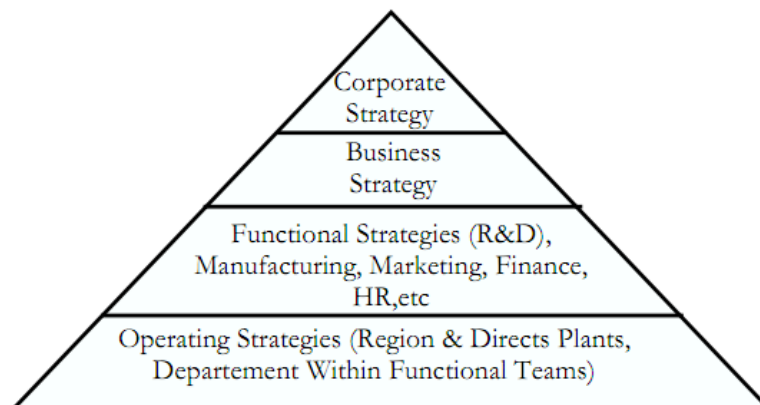 Corporate
Strategy
Business
Strategy
Functional Strategies (R&D),
Manufacturing, Marketing, Finance,
HR,etc
Operating Strategies (Region & Directs Plants,
Departement Within Functional Teams)